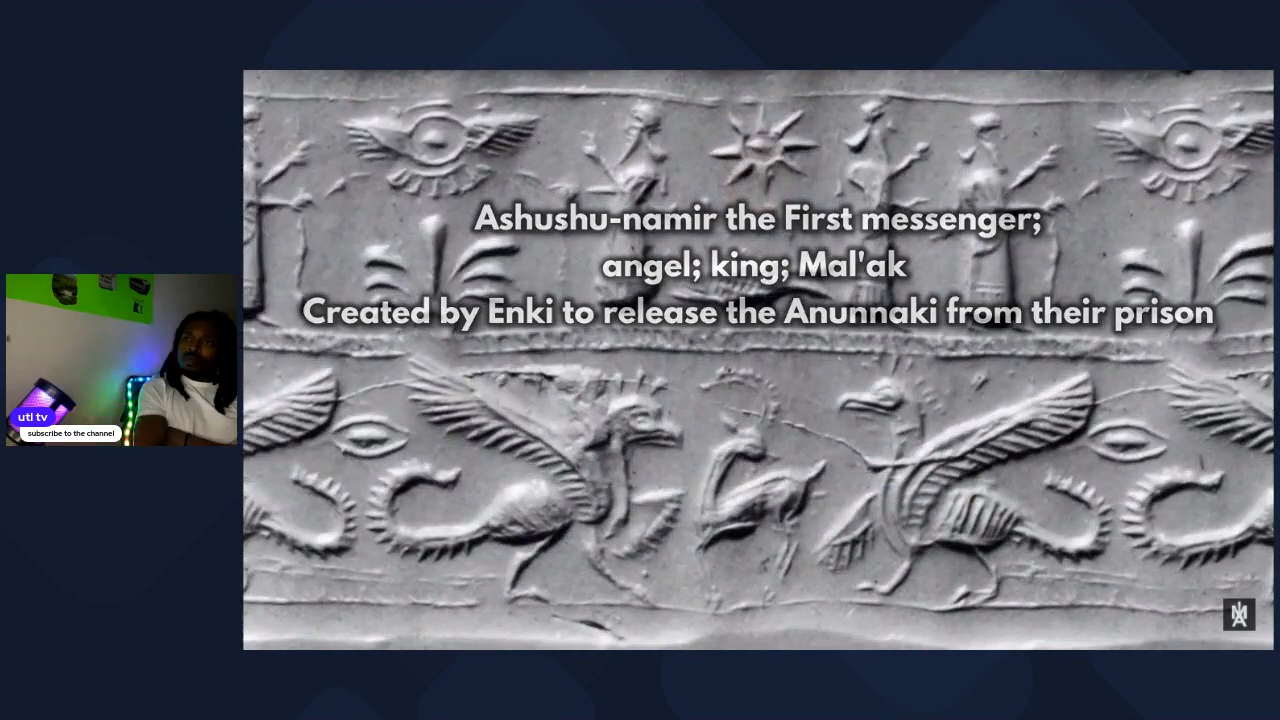 Ashushu-namir the First messenger;
angel; king; Mal'ak
Created by Enki to release the Anunnaki from their prison
utl tv
subscribe to the channel